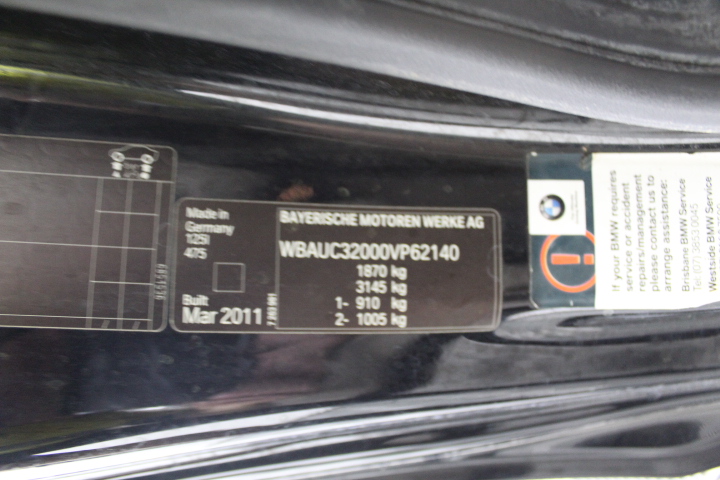 Made in
Germany
125I
475
Built
Mar 2011
BAYERISCHE MOTOREN WERKE AG
WBAUC32000VP62140
1870 kg
3145 kg
1- 910 kg
2- 1005 kg
If your BMW requires
service or accident
repairs/management
please contact us to
arrange assistance:
Brisbane BMW Service
Westside BMW Service